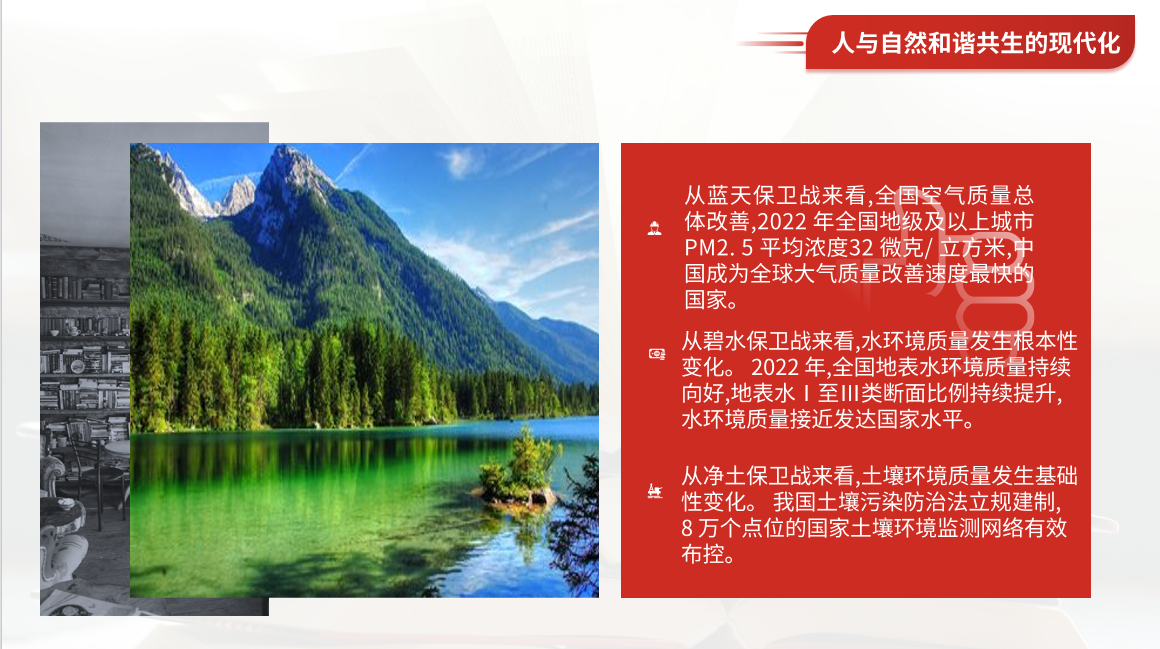 人与自然和谐共生的现代化
从蓝天保卫战来看,全国空气质量总
体改善,2022 年全国地级及以上城市
PM2. 5 平均浓度32 微克/ 立方米,中
国成为全球大气质量改善速度最快的
国家。
从碧水保卫战来看,水环境质量发生根本性
变化。 2022 年,全国地表水环境质量持续
向好,地表水Ⅰ至Ⅲ类断面比例持续提升,
水环境质量接近发达国家水平。
从净土保卫战来看,土壤环境质量发生基础
性变化。 我国土壤污染防治法立规建制,
8 万个点位的国家土壤环境监测网络有效
布控。